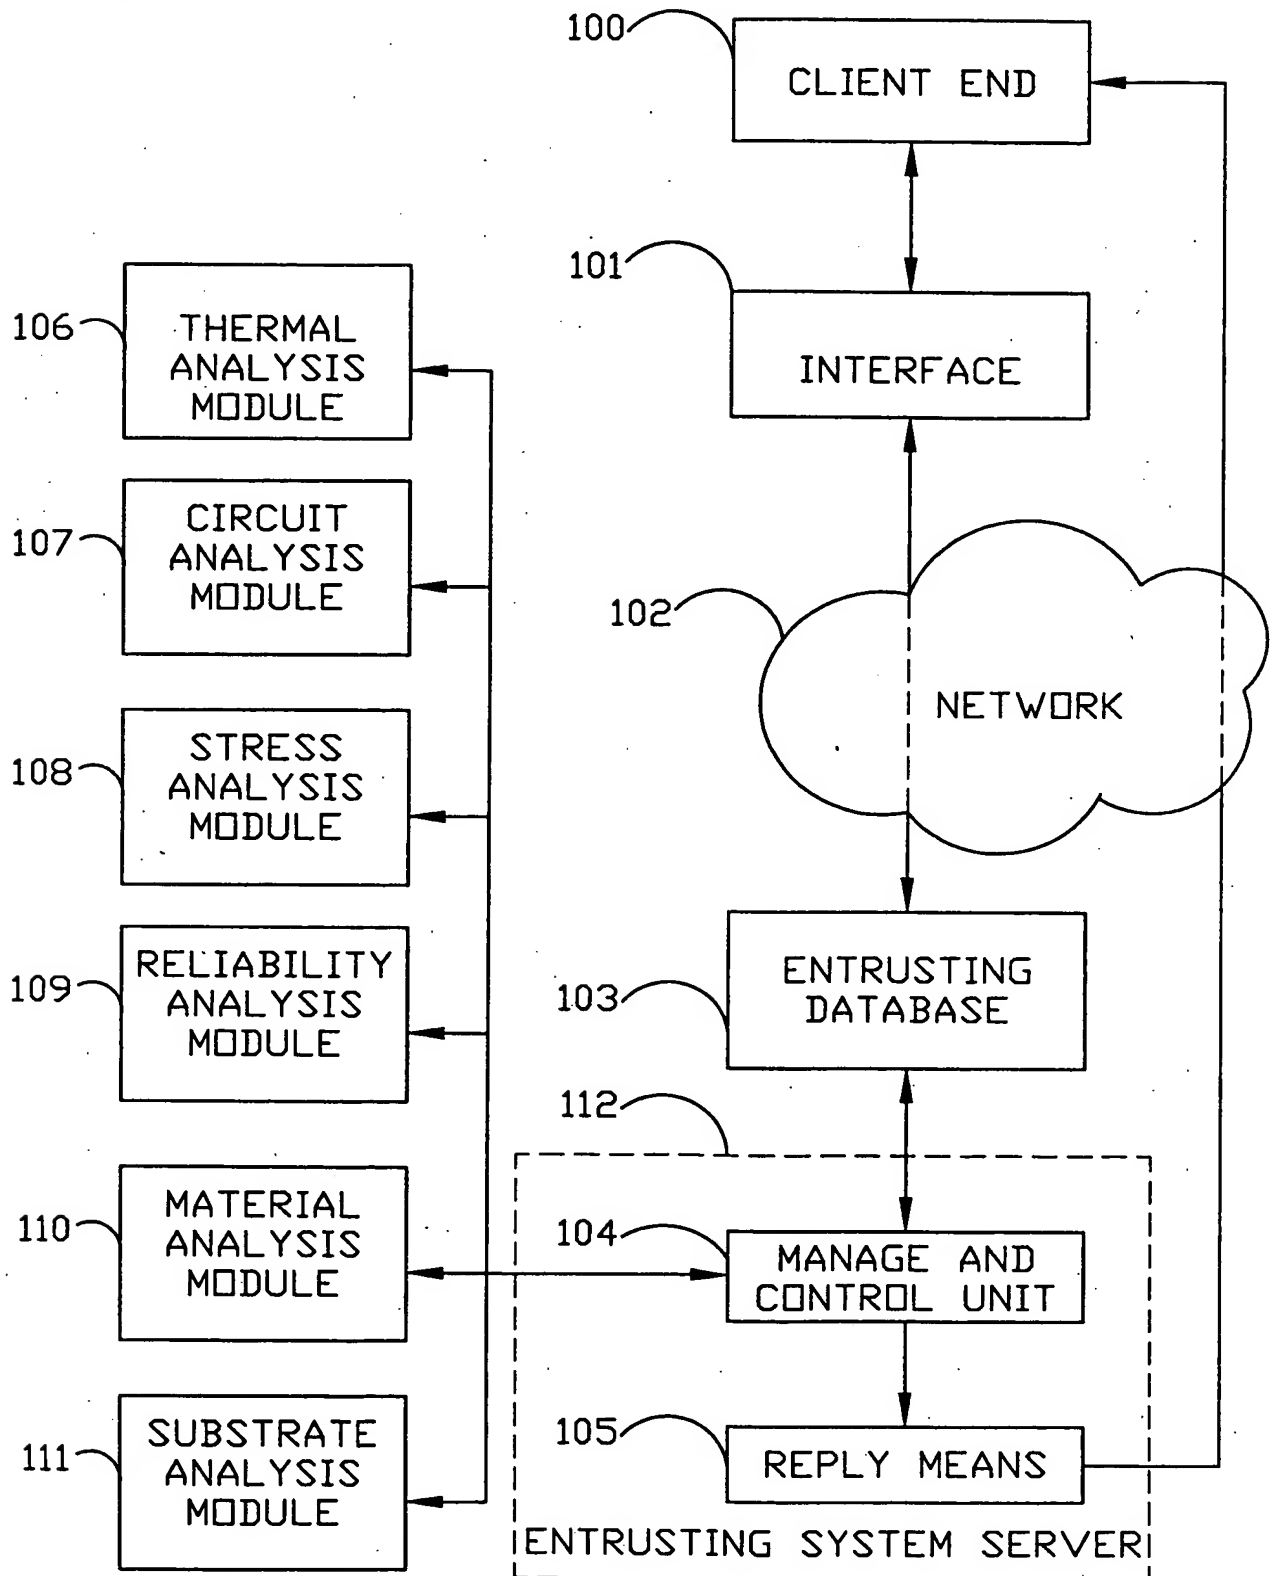 100
CLIENT END
101
INTERFACE
106
THERMAL
ANALYSIS
MODULE
107
CIRCUIT
ANALYSIS
MODULE
102
NETWORK
108
STRESS
ANALYSIS
MODULE
109
RELIABILITY
ANALYSIS
MODULE
103
ENTRUSTING
DATABASE
112
110
MATERIAL
ANALYSIS
MODULE
104
MANAGE AND
CONTROL UNIT
111
SUBSTRATE
ANALYSIS
MODULE
105
REPLY MEANS
ENTRUSTING SYSTEM SERVER